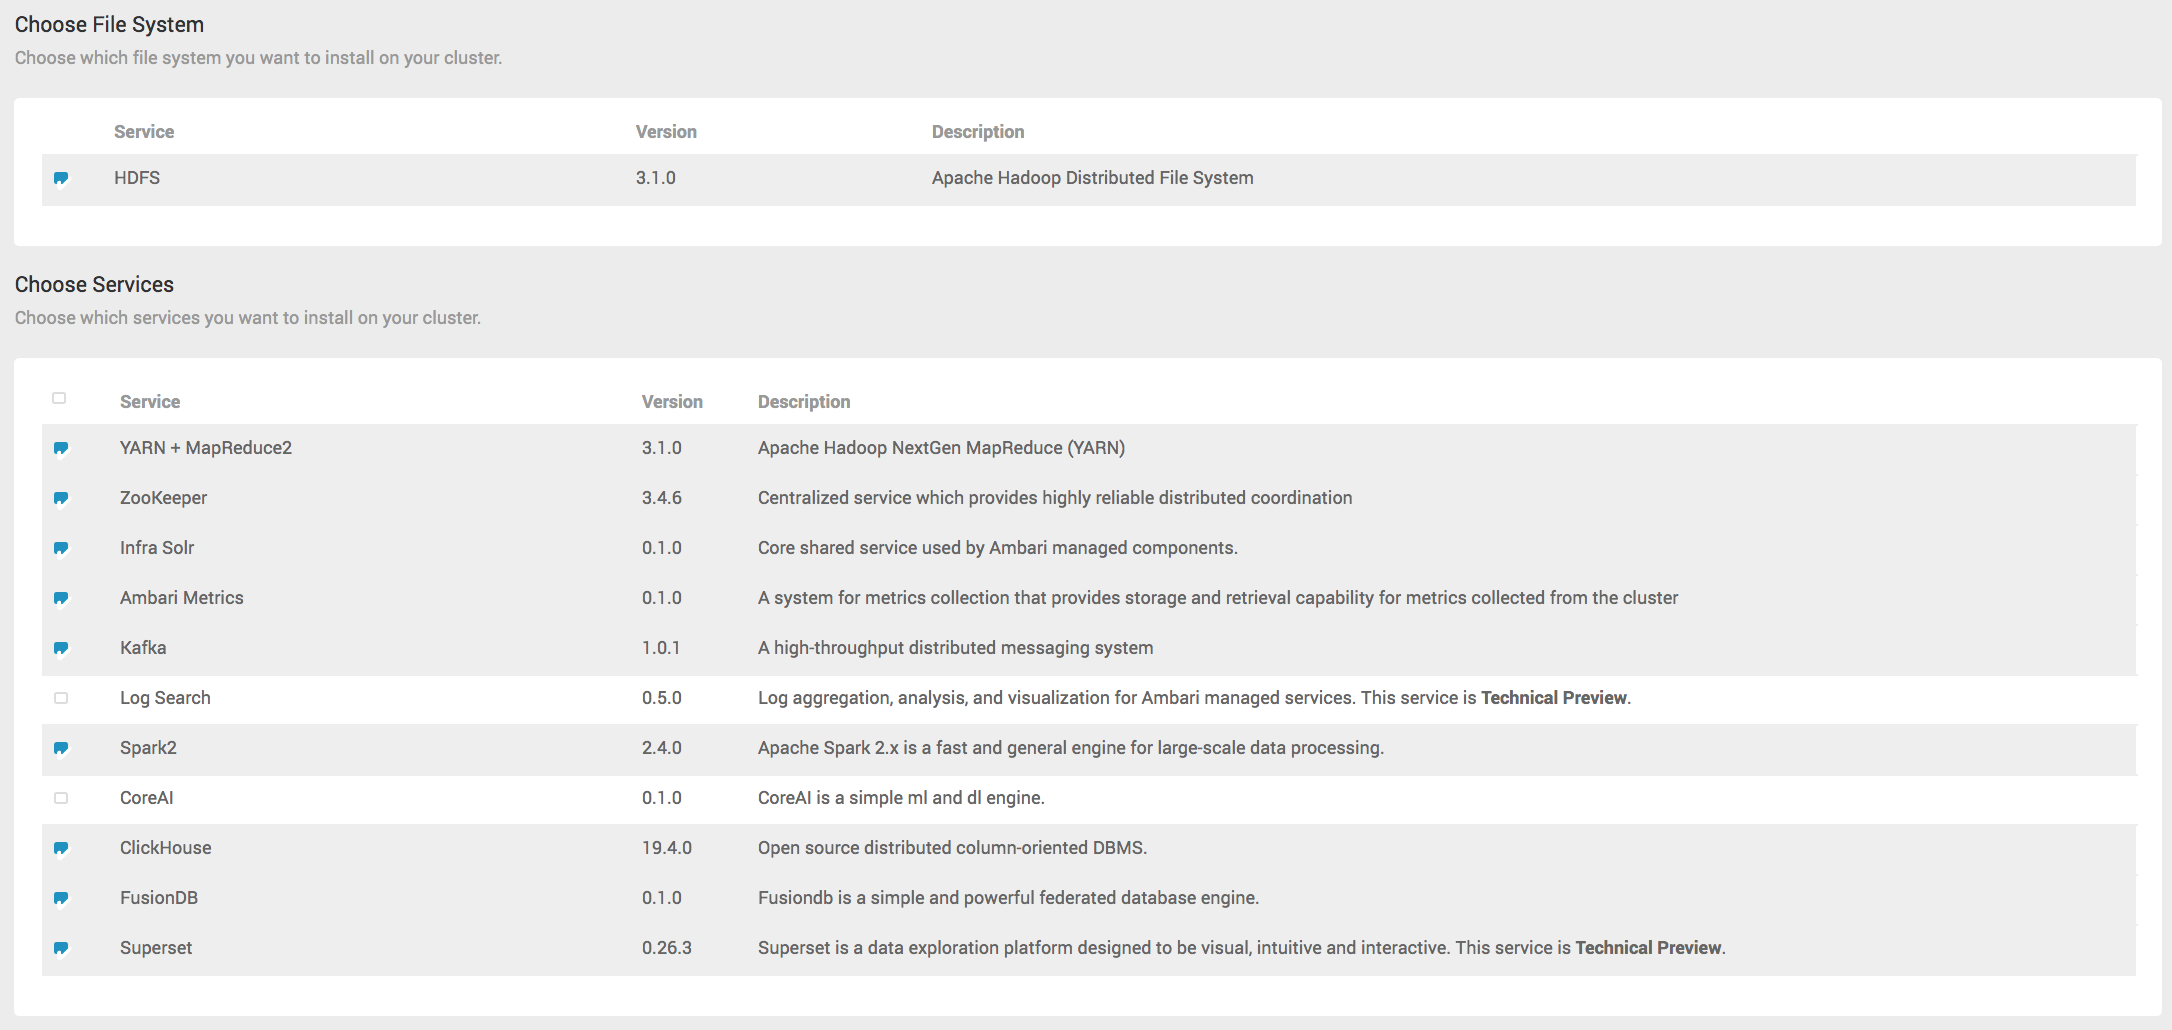 Choose File System
Choose which file system you want to install on your cluster.
Service Version Description
HDFS 3.1.0 Apache Hadoop Distributed File System
Choose Services
Choose which services you want to install on your cluster.
Service Version Description
YARN + MapReduce2 3.1.0 Apache Hadoop NextGen MapReduce (YARN)
ZooKeeper 3.4.6 Centralized service which provides highly reliable distributed coordination
Infra Solr 0.1.0 Core shared service used by Ambari managed components.
Ambari Metrics 0.1.0 A system for metrics collection that provides storage and retrieval capability for metrics collected from the cluster
Kafka 1.0.1 A high-throughput distributed messaging system
Log Search 0.5.0 Log aggregation, analysis, and visualization for Ambari managed services. This service is Technical Preview.
Spark2 2.4.0 Apache Spark 2.x is a fast and general engine for large-scale data processing.
CoreAI 0.1.0 CoreAI is a simple ml and dl engine.
ClickHouse 19.4.0 Open source distributed column-oriented DBMS.
FusionDB 0.1.0 Fusiondb is a simple and powerful federated database engine.
Superset 0.26.3 Superset is a data exploration platform designed to be visual, intuitive and interactive. This service is Technical Preview.